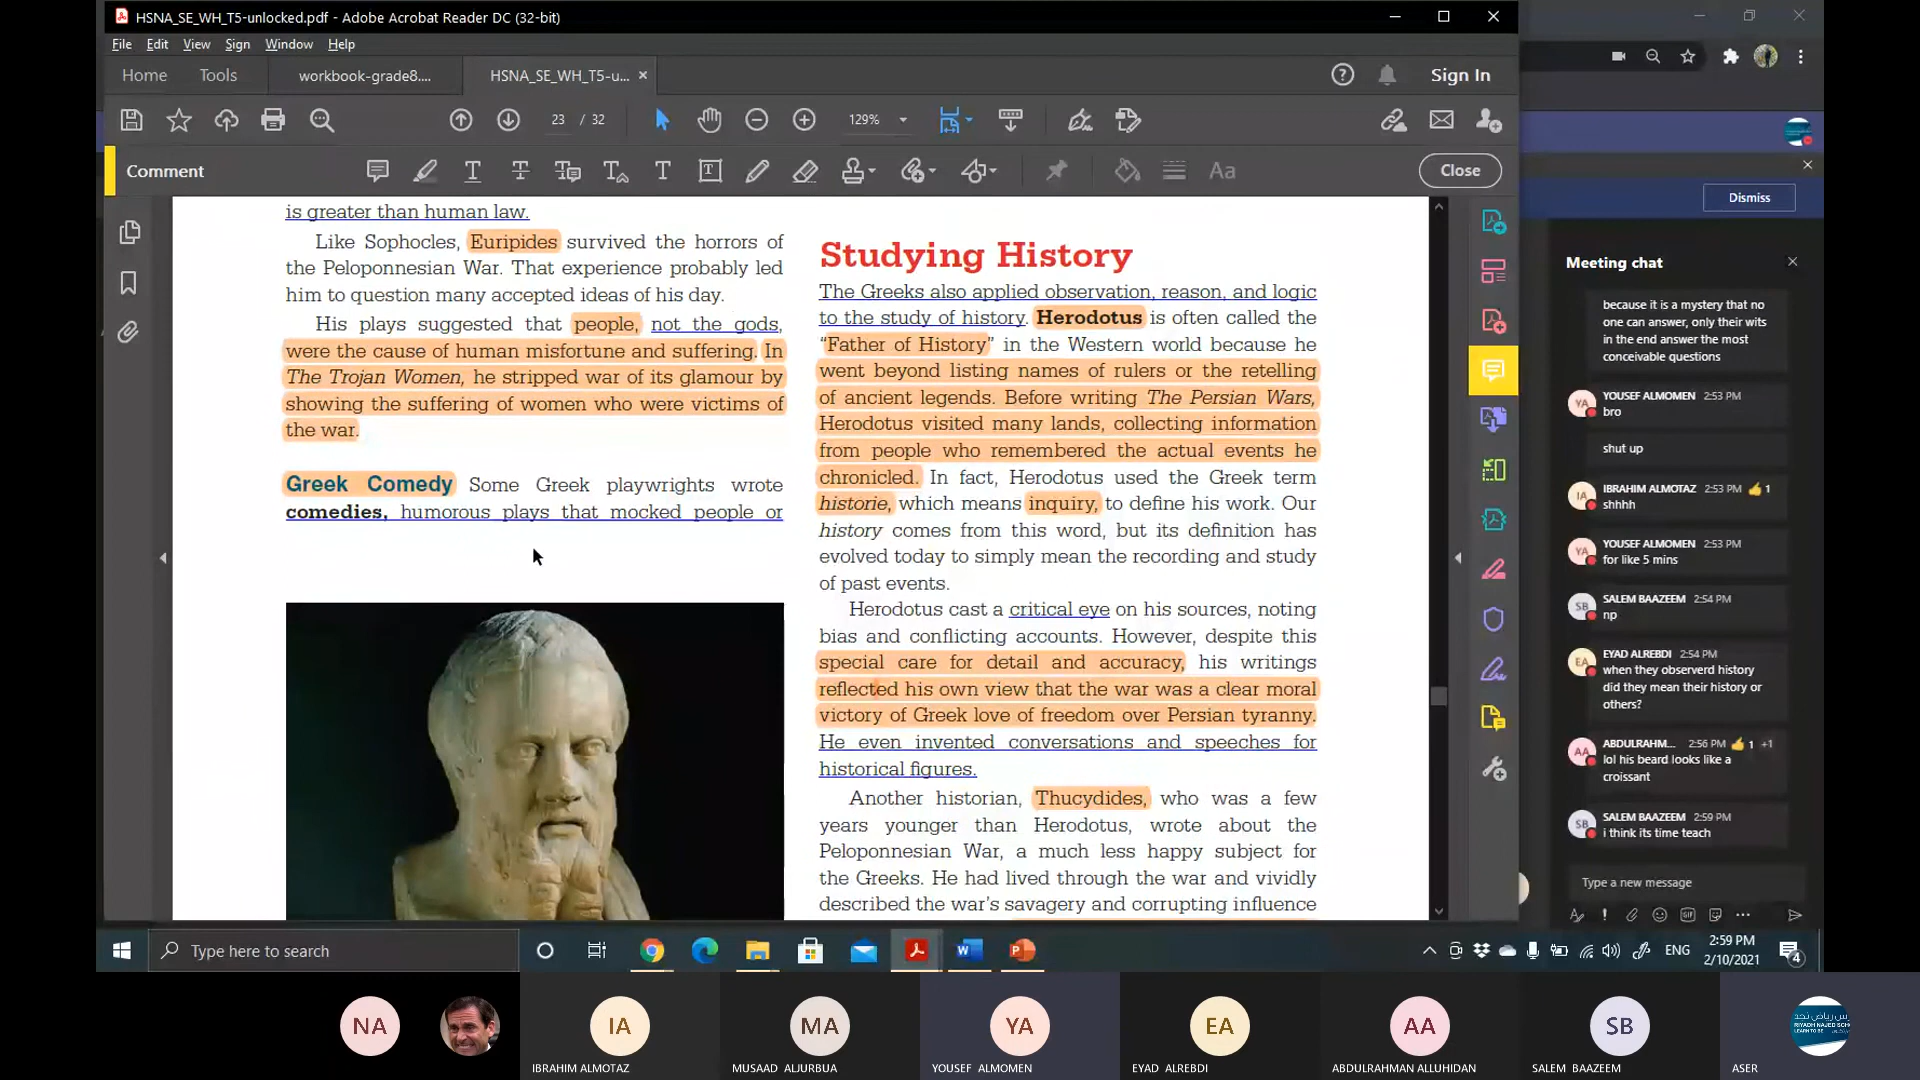 HSNA_SE_WH_T5-unlocked.pdf - Adobe Acrobat Reader DC (32-bit)
File Edit View Sign Window Help
Home Tools workbook-grade8.... HSNA_SE_WH_T5-u... × Sign In
23 / 32 129%
Comment
Close
is greater than human law.
Like Sophocles, Euripides survived the horrors of
the Peloponnesian War. That experience probably led
him to question many accepted ideas of his day.
His plays suggested that people, not the gods,
were the cause of human misfortune and suffering. In
The Trojan Women, he stripped war of its glamour by
showing the suffering of women who were victims of
the war.
Greek Comedy Some Greek playwrights wrote
comedies, humorous plays that mocked people or
Studying History
The Greeks also applied observation, reason, and logic
to the study of history. Herodotus is often called the
“Father of History” in the Western world because he
went beyond listing names of rulers or the retelling
of ancient legends. Before writing The Persian Wars,
Herodotus visited many lands, collecting information
from people who remembered the actual events he
chronicled. In fact, Herodotus used the Greek term
historie, which means inquiry, to define his work. Our
history comes from this word, but its definition has
evolved today to simply mean the recording and study
of past events.
Herodotus cast a critical eye on his sources, noting
bias and conflicting accounts. However, despite this
special care for detail and accuracy, his writings
reflected his own view that the war was a clear moral
victory of Greek love of freedom over Persian tyranny.
He even invented conversations and speeches for
historical figures.
Another historian, Thucydides, who was a few
years younger than Herodotus, wrote about the
Peloponnesian War, a much less happy subject for
the Greeks. He had lived through the war and vividly
described the war’s savagery and corrupting influence
Dismiss
Meeting chat
because it is a mystery that no
one can answer, only their wits
in the end answer the most
conceivable questions
YOUSEF ALMOMEN 2:53 PM
bro
shut up
IBRAHIM ALMOTAZ 2:53 PM 1
shhhh
YOUSEF ALMOMEN 2:53 PM
for like 5 mins
SALEM BAAZEEM 2:54 PM
np
EYAD ALREBDI 2:54 PM
when they observerd history
did they mean their history or
others?
ABDULRAHM... 2:56 PM 1 +1
lol his beard looks like a
croissant
SALEM BAAZEEM 2:59 PM
i think its time teach
Type a new message
Type here to search
ENG
2:59 PM
2/10/2021
4
NA IA MA YA EA AA SB
IBRAHIM ALMOTAZ MUSAAD ALJURBUA YOUSEF ALMOMEN EYAD ALREBDI ABDULRAHMAN ALLUHIDAN SALEM BAAZEEM ASER